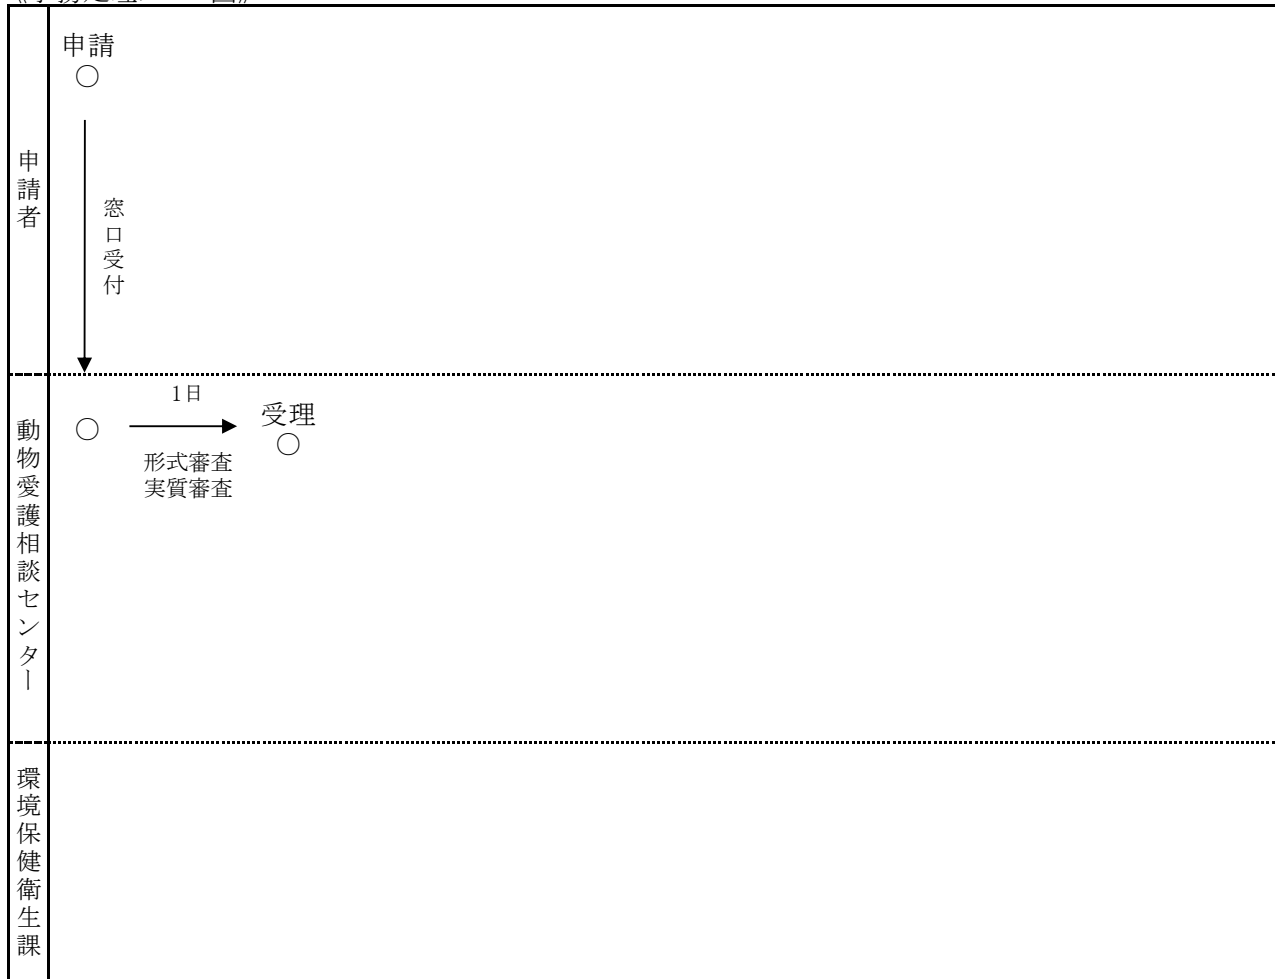 申請
申請者
窓口受付
1日
受理
形式審査
実質審査
動物愛護相談センター
環境保健衛生課